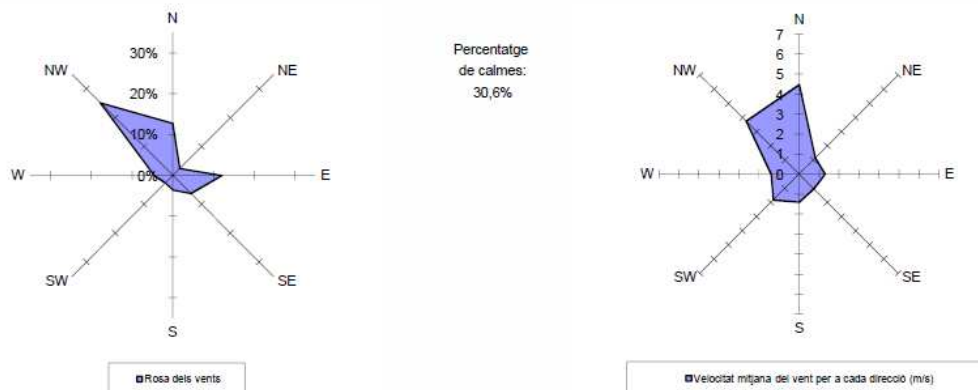 N
30%
NW
NE
20%
10%
W
0%
E
SW
SE
S
Rosa dels vents
Percentatge
de calmes:
30,6%
N
7
6
NW
NE
5
4
3
2
1
W
0
E
SW
SE
S
Velocitat mitjana del vent per a cada direcció (m/s)